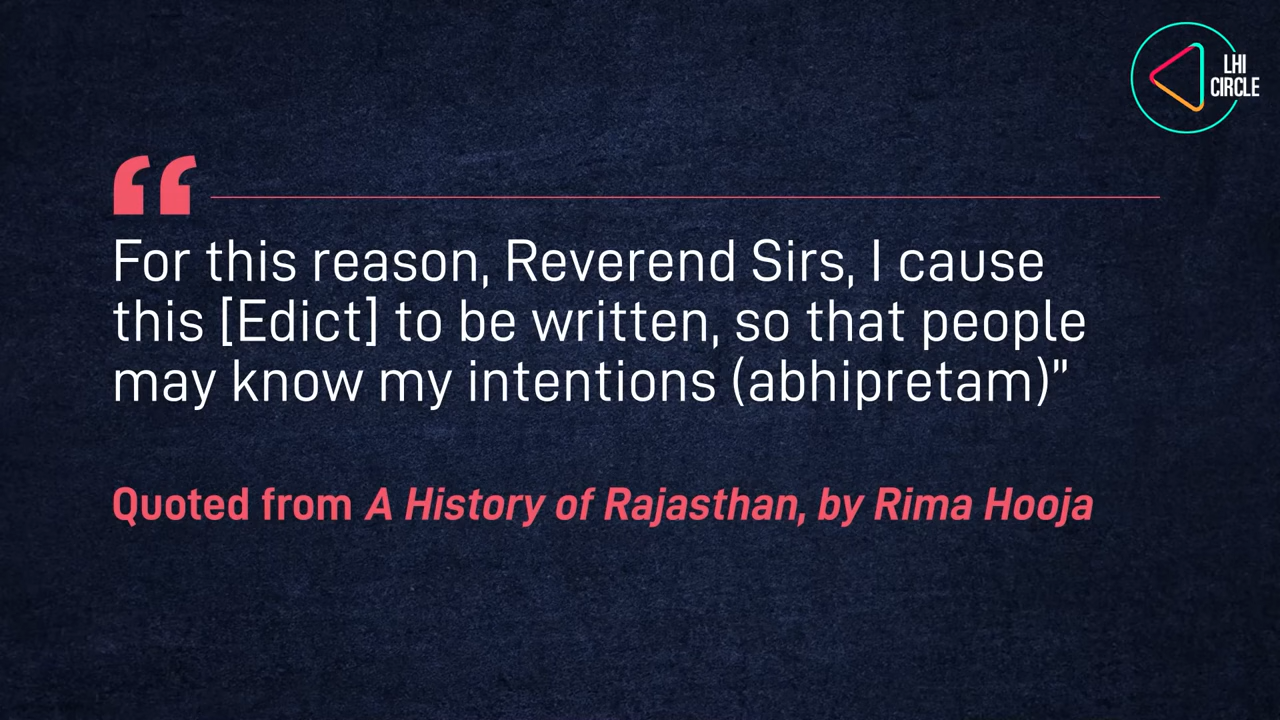 LHI
CIRCLE
“
For this reason, Reverend Sirs, I cause
this [Edict] to be written, so that people
may know my intentions (abhipretam)”
Quoted from A History of Rajasthan, by Rima Hooja